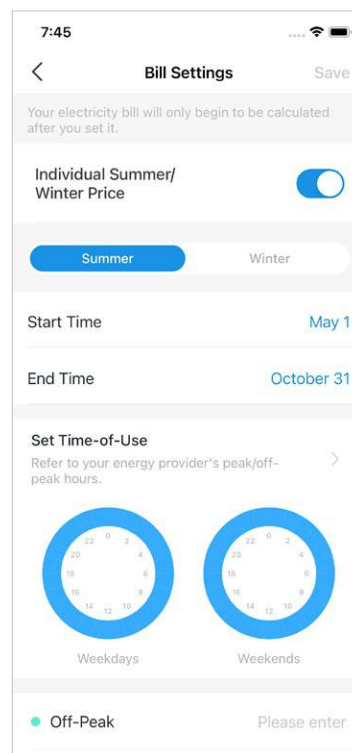 7:45
Bill Settings Save
Your electricity bill will only begin to be calculated
after you set it.
Individual Summer/
Winter Price
Summer Winter
Start Time May 1
End Time October 31
Set Time-of-Use
Refer to your energy provider's peak/off-
peak hours.
0 2 4 6 8 10 12 14 16 18 20 22
0 2 4 6 8 10 12 14 16 18 20 22
Weekdays Weekends
Off-Peak Please enter